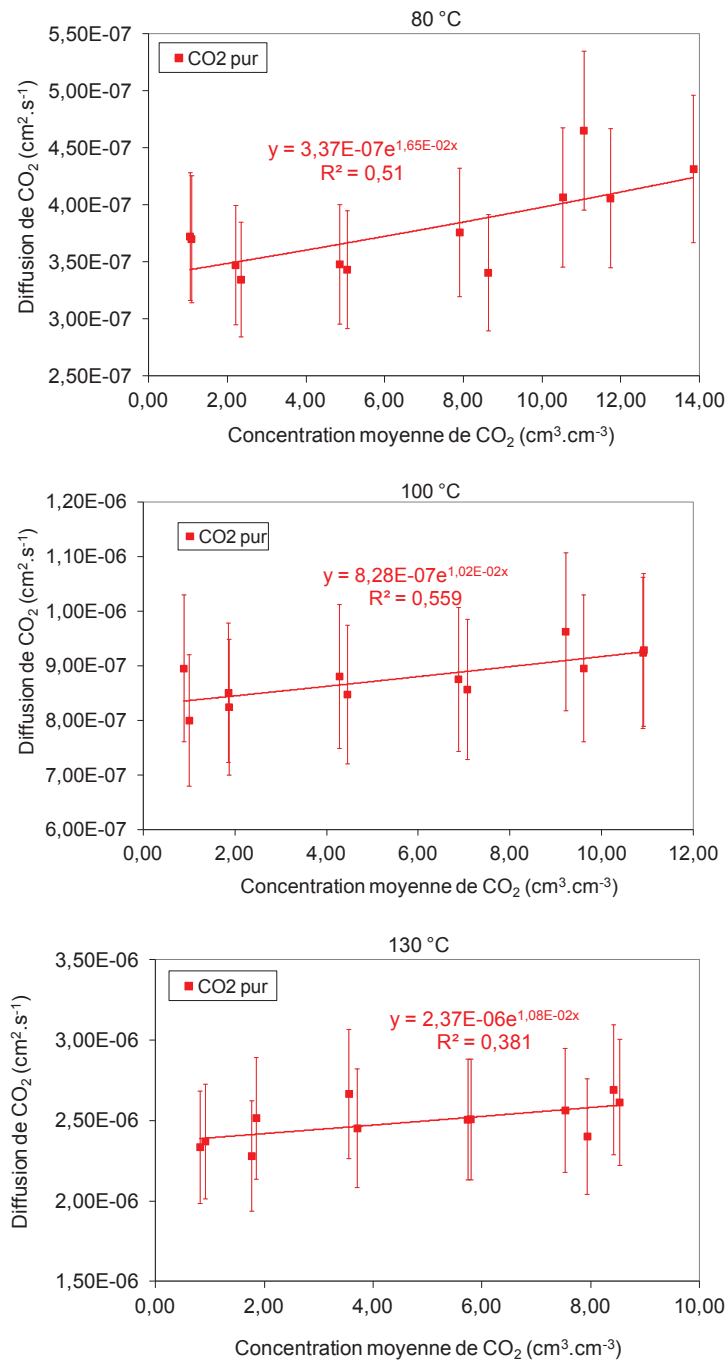 80 °C
5,50E-07
CO2 pur
5,00E-07
4,50E-07
y = 3,37E-07e^1,65E-02x
R² = 0,51
4,00E-07
3,50E-07
3,00E-07
2,50E-07
Diffusion de CO₂ (cm².s⁻¹)
0,00 2,00 4,00 6,00 8,00 10,00 12,00 14,00
Concentration moyenne de CO₂ (cm³.cm⁻³)
100 °C
1,20E-06
CO2 pur
1,10E-06
y = 8,28E-07e^1,02E-02x
R² = 0,559
1,00E-06
9,00E-07
8,00E-07
7,00E-07
6,00E-07
Diffusion de CO₂ (cm².s⁻¹)
0,00 2,00 4,00 6,00 8,00 10,00 12,00
Concentration moyenne de CO₂ (cm³.cm⁻³)
130 °C
3,50E-06
CO2 pur
y = 2,37E-06e^1,08E-02x
R² = 0,381
3,00E-06
2,50E-06
2,00E-06
1,50E-06
Diffusion de CO₂ (cm².s⁻¹)
0,00 2,00 4,00 6,00 8,00 10,00
Concentration moyenne de CO₂ (cm³.cm⁻³)